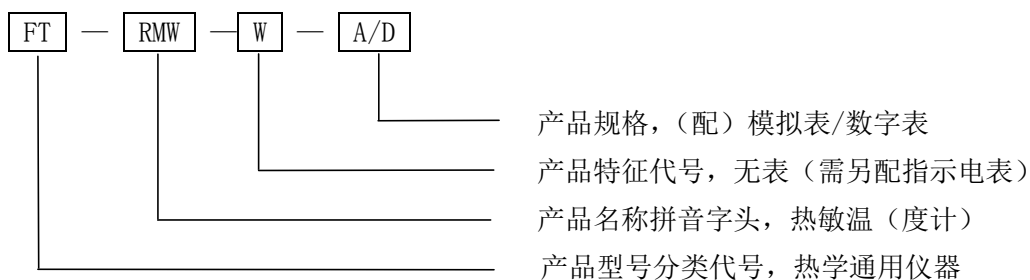 FT — RMW — W — A/D
产品规格,（配）模拟表/数字表
产品特征代号，无表（需另配指示电表）
产品名称拼音字头，热敏温（度计）
产品型号分类代号，热学通用仪器